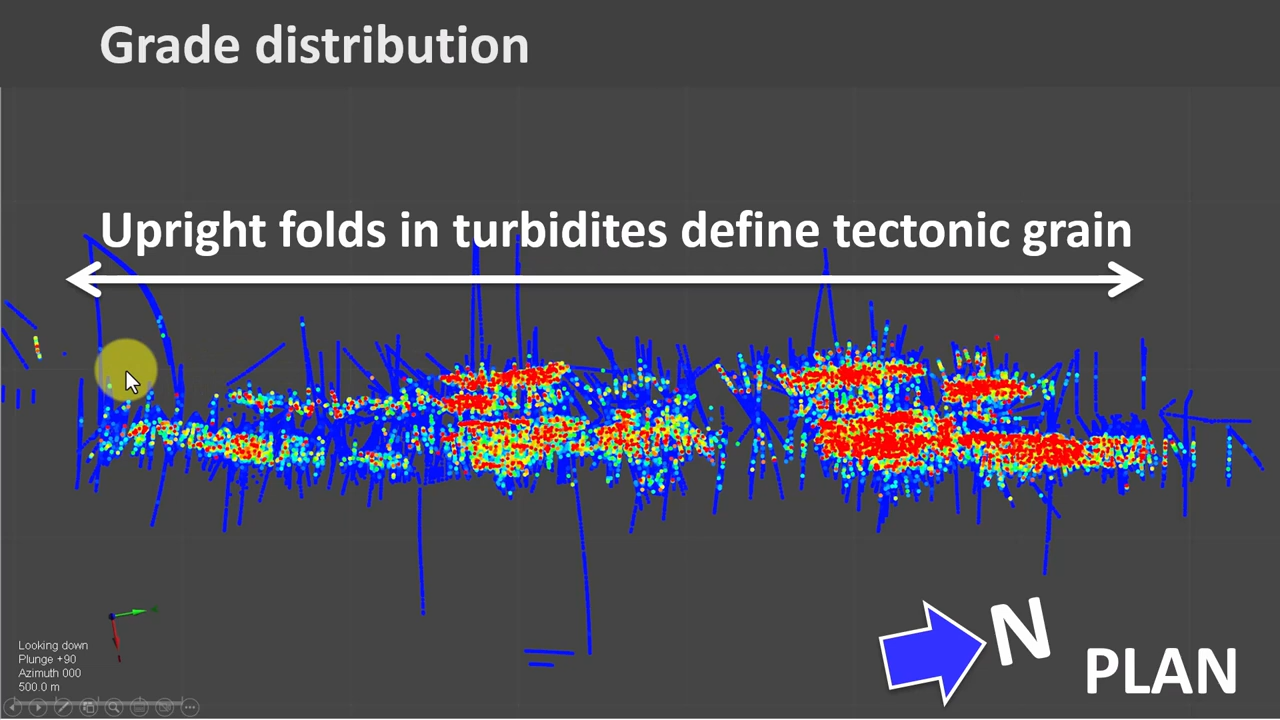 Grade distribution
Upright folds in turbidites define tectonic grain
Looking down
Plunge +90
Azimuth 000
500.0 m
N
PLAN